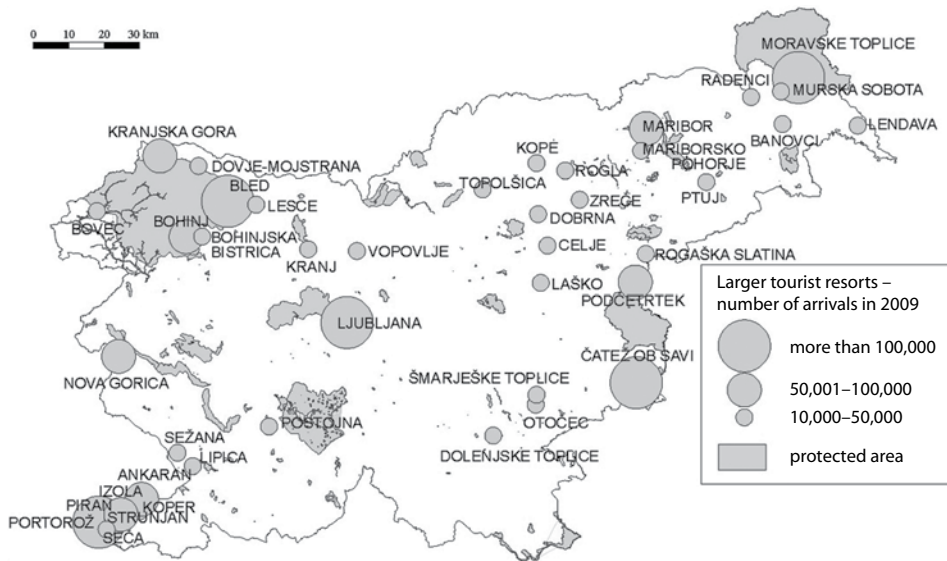 0 10 20 30 km
MORAVSKE TOPLICE
RADENCI
MURSKA SOBOTA
KRANJSKA GORA
MARIBOR
LENDAVA
BANOVCI
DOVJE-MOJSTRANA
KOPE
MARIBORSKO
POHORJE
ROGLA
BLED
TOPOLŠICA
PTUJ
LESCE
ZREČE
BOVEC
BOHINJ
DOBRNA
BOHINJSKA
BISTRICA
CELJE
VOPOVLJE
KRANJ
ROGAŠKA SLATINA
LAŠKO
PODČETRTEK
LJUBLJANA
ČATEŽ OB SAVI
NOVA GORICA
ŠMARJEŠKE TOPLICE
OTOČEC
POSTOJNA
SEŽANA
DOLENJSKE TOPLICE
LIPICA
ANKARAN
IZOLA
PIRAN
KOPER
STRUNJAN
PORTOROŽ
SEČA
Larger tourist resorts –
number of arrivals in 2009
more than 100,000
50,001–100,000
10,000–50,000
protected area